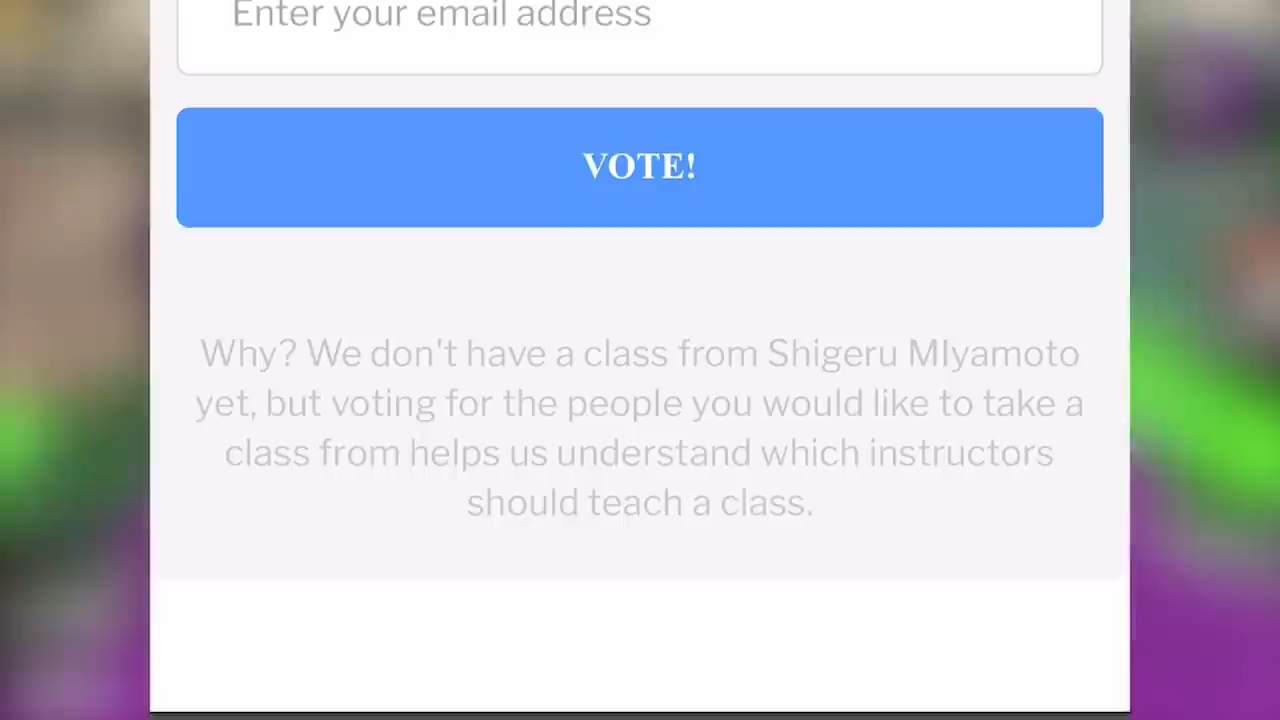 Enter your email address
VOTE!
Why? We don't have a class from Shigeru MIyamoto
yet, but voting for the people you would like to take a
class from helps us understand which instructors
should teach a class.